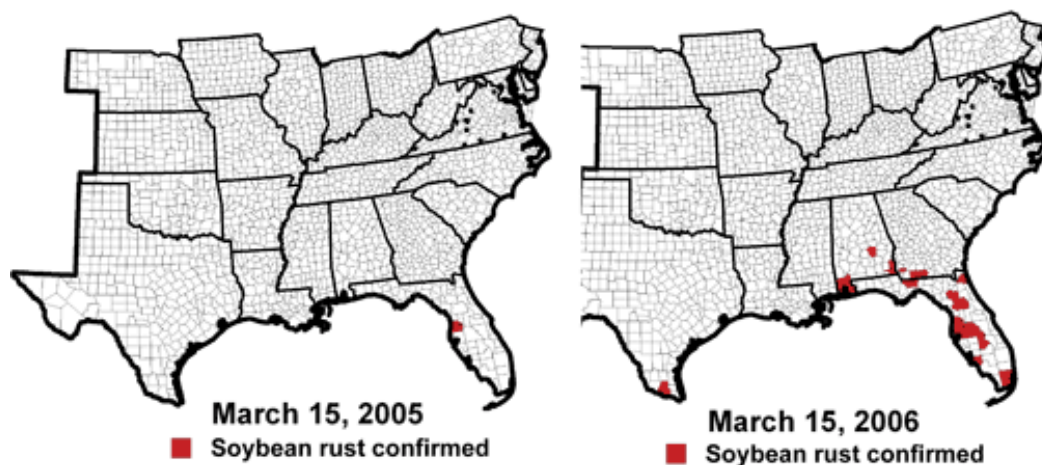 March 15, 2005
Soybean rust confirmed
March 15, 2006
Soybean rust confirmed